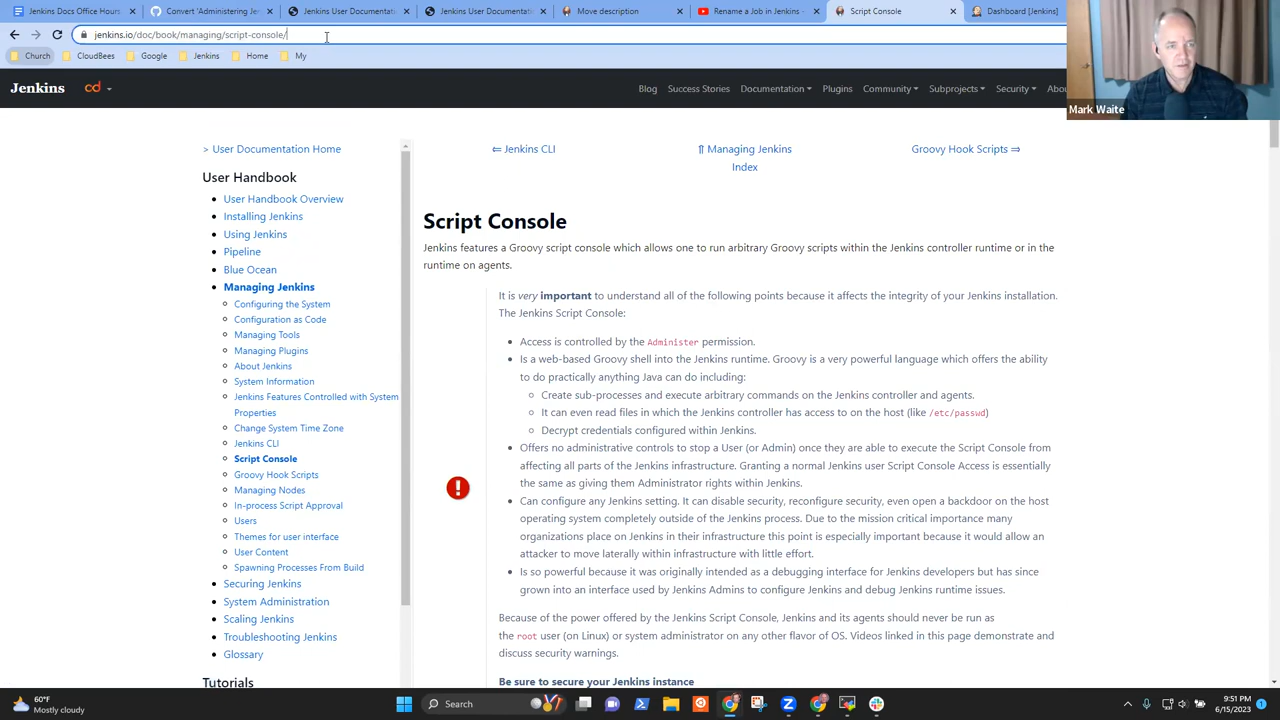 Jenkins Docs Office Hours -
Convert 'Administering Je
Jenkins User Documentat
Jenkins User Documentat
Move description
Rename a Job in Jenkins -
Script Console
Dashboard [Jenkins]
jenkins.io/doc/book/managing/script-console/
Church
CloudBees
Google
Jenkins
Home
My
Mark Waite
Jenkins
cd
Blog
Success Stories
Documentation
Plugins
Community
Subprojects
Security
Abou
> User Documentation Home
User Handbook
User Handbook Overview
Installing Jenkins
Using Jenkins
Pipeline
Blue Ocean
Managing Jenkins
Configuring the System
Configuration as Code
Managing Tools
Managing Plugins
About Jenkins
System Information
Jenkins Features Controlled with System
Properties
Change System Time Zone
Jenkins CLI
Script Console
Groovy Hook Scripts
Managing Nodes
In-process Script Approval
Users
Themes for user interface
User Content
Spawning Processes From Build
Securing Jenkins
System Administration
Scaling Jenkins
Troubleshooting Jenkins
Glossary
Tutorials
⇐ Jenkins CLI
⇑ Managing Jenkins
Index
Groovy Hook Scripts ⇒
Script Console
Jenkins features a Groovy script console which allows one to run arbitrary Groovy scripts within the Jenkins controller runtime or in the
runtime on agents.
It is very important to understand all of the following points because it affects the integrity of your Jenkins installation.
The Jenkins Script Console:
Access is controlled by the Administer permission.
Is a web-based Groovy shell into the Jenkins runtime. Groovy is a very powerful language which offers the ability
to do practically anything Java can do including:
Create sub-processes and execute arbitrary commands on the Jenkins controller and agents.
It can even read files in which the Jenkins controller has access to on the host (like /etc/passwd)
Decrypt credentials configured within Jenkins.
Offers no administrative controls to stop a User (or Admin) once they are able to execute the Script Console from
affecting all parts of the Jenkins infrastructure. Granting a normal Jenkins user Script Console Access is essentially
the same as giving them Administrator rights within Jenkins.
Can configure any Jenkins setting. It can disable security, reconfigure security, even open a backdoor on the host
operating system completely outside of the Jenkins process. Due to the mission critical importance many
organizations place on Jenkins in their infrastructure this point is especially important because it would allow an
attacker to move laterally within infrastructure with little effort.
Is so powerful because it was originally intended as a debugging interface for Jenkins developers but has since
grown into an interface used by Jenkins Admins to configure Jenkins and debug Jenkins runtime issues.
Because of the power offered by the Jenkins Script Console, Jenkins and its agents should never be run as
the root user (on Linux) or system administrator on any other flavor of OS. Videos linked in this page demonstrate and
discuss security warnings.
Be sure to secure your Jenkins instance
60°F
Mostly cloudy
Search
9:51 PM
6/15/2023